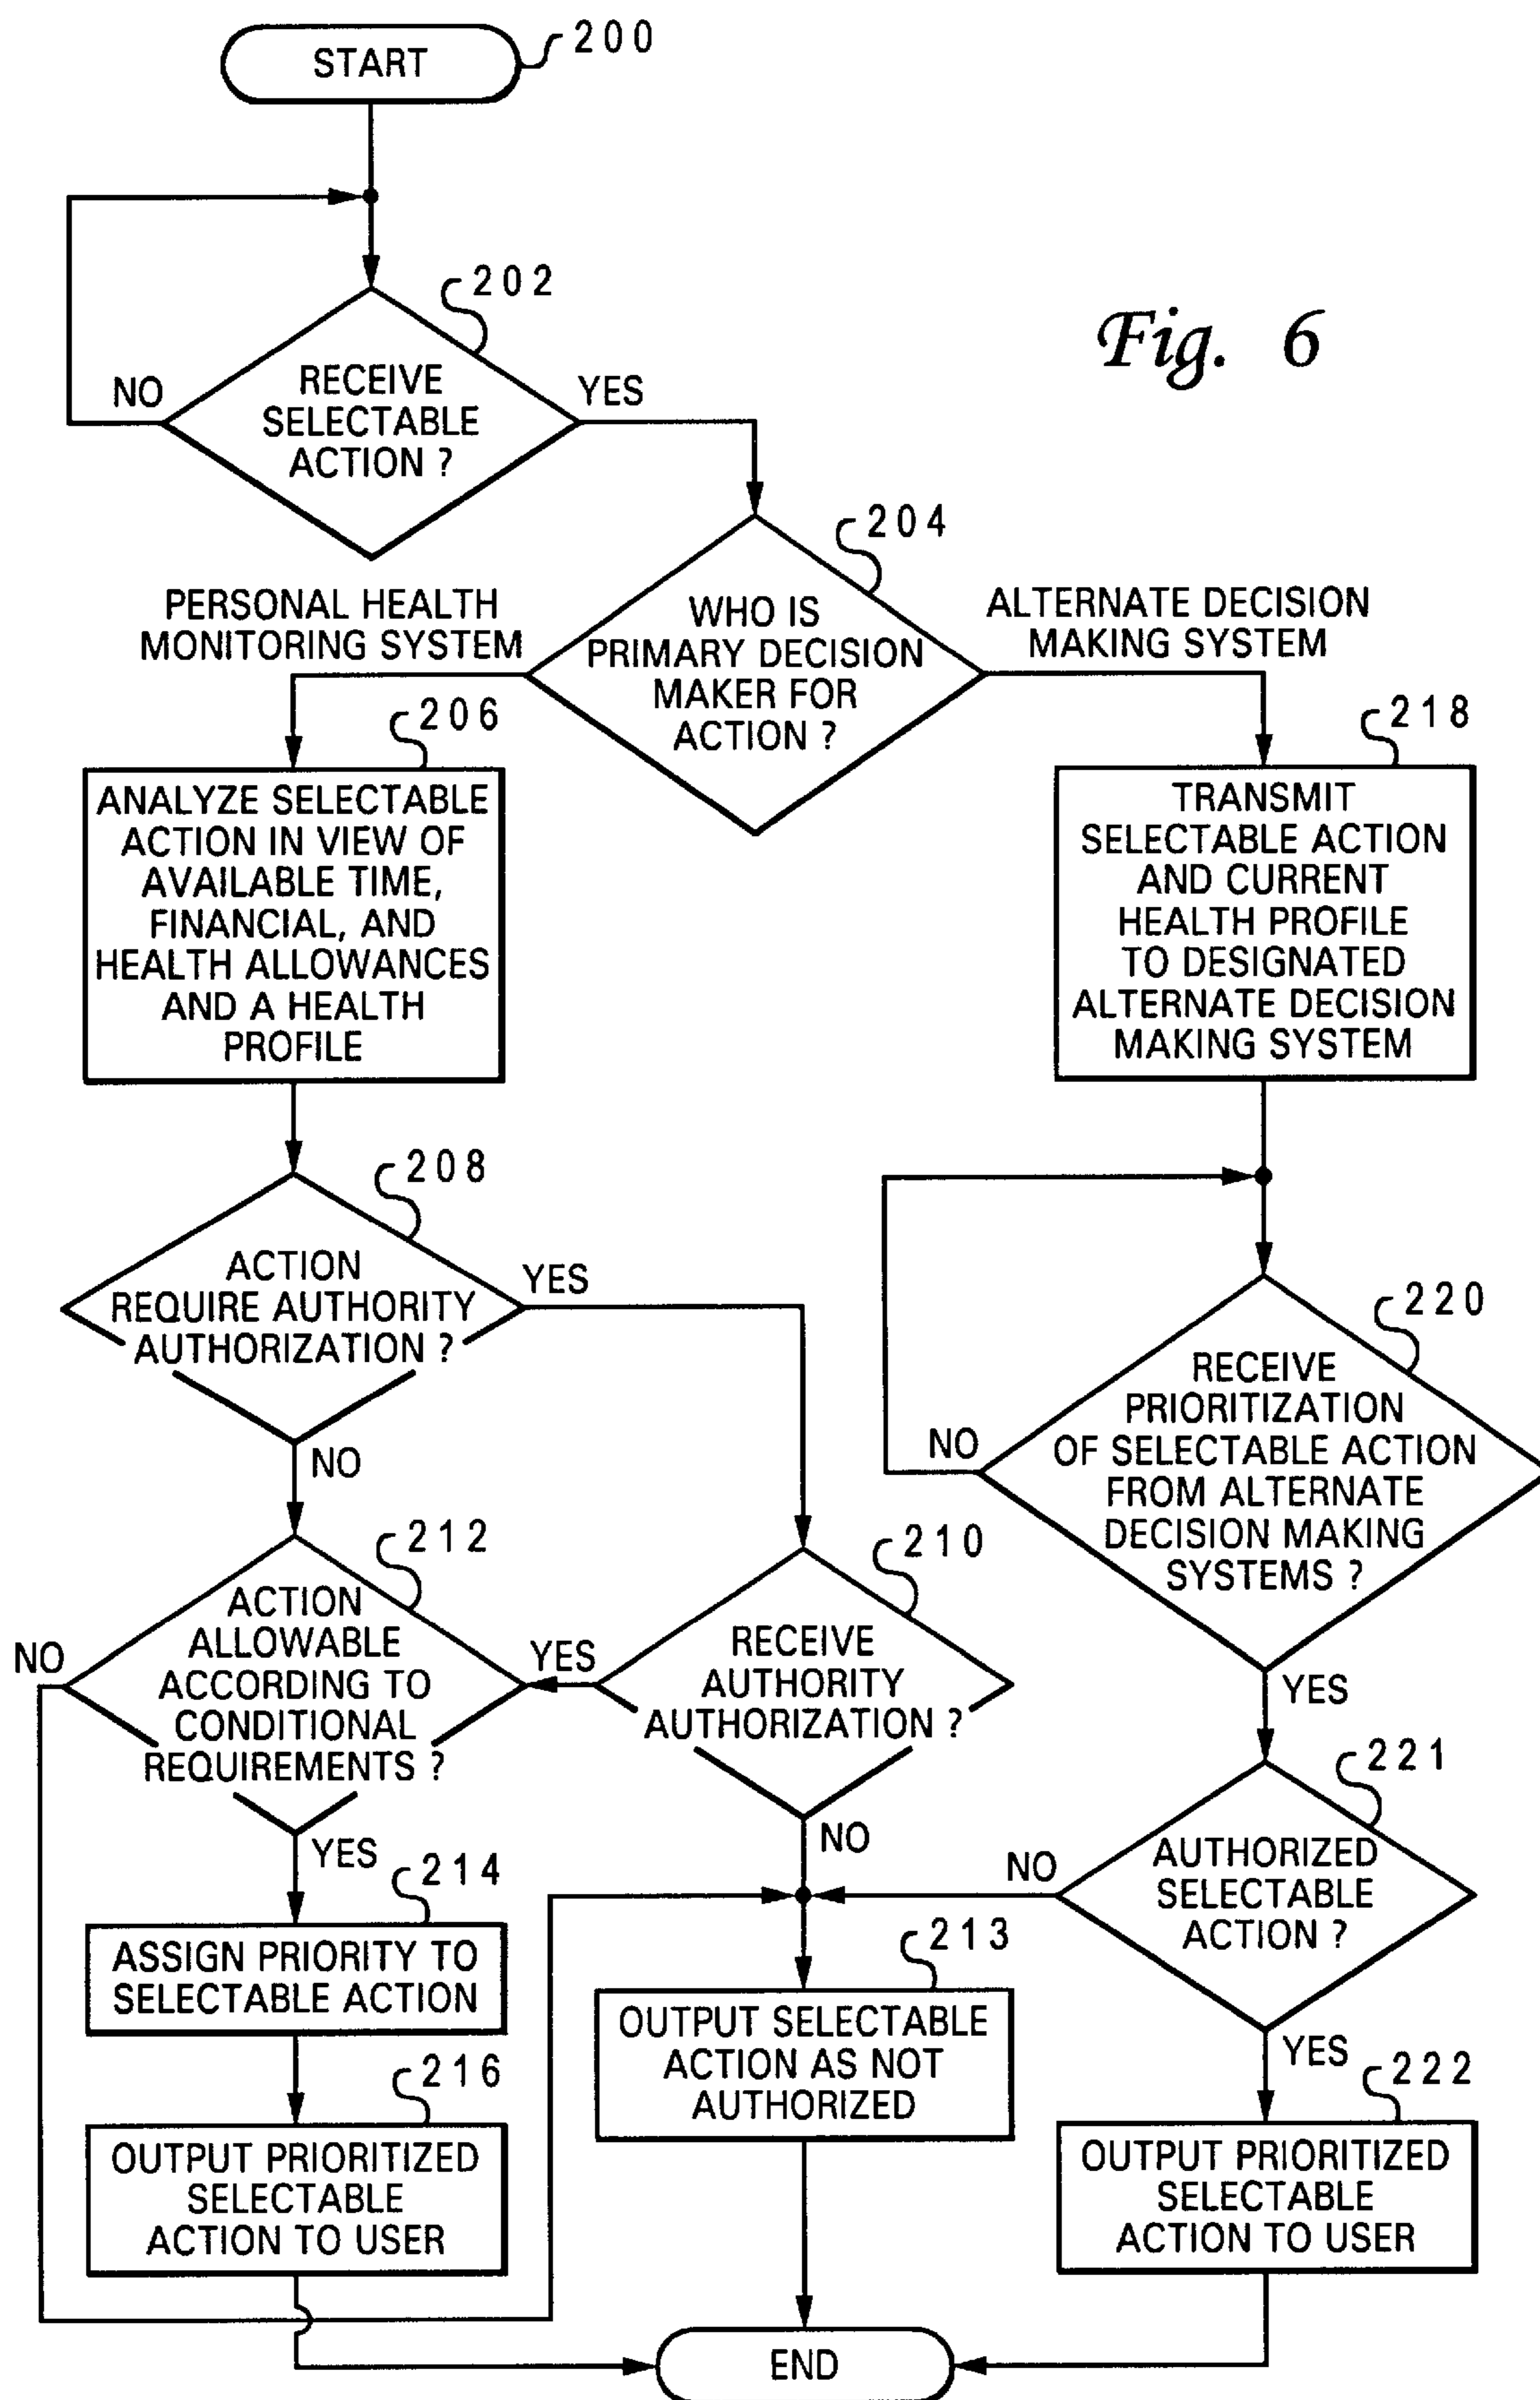 START
200
202
RECEIVE
SELECTABLE
ACTION ?
NO
YES
Fig. 6
204
WHO IS
PRIMARY DECISION
MAKER FOR
ACTION ?
PERSONAL HEALTH
MONITORING SYSTEM
ALTERNATE DECISION
MAKING SYSTEM
206
ANALYZE SELECTABLE
ACTION IN VIEW OF
AVAILABLE TIME,
FINANCIAL, AND
HEALTH ALLOWANCES
AND A HEALTH
PROFILE
218
TRANSMIT
SELECTABLE ACTION
AND CURRENT
HEALTH PROFILE
TO DESIGNATED
ALTERNATE DECISION
MAKING SYSTEM
208
ACTION
REQUIRE AUTHORITY
AUTHORIZATION ?
YES
NO
220
RECEIVE
PRIORITIZATION
OF SELECTABLE ACTION
FROM ALTERNATE
DECISION MAKING
SYSTEMS ?
NO
YES
212
ACTION
ALLOWABLE
ACCORDING TO
CONDITIONAL
REQUIREMENTS ?
NO
YES
210
RECEIVE
AUTHORITY
AUTHORIZATION ?
YES
NO
221
AUTHORIZED
SELECTABLE
ACTION ?
NO
YES
214
ASSIGN PRIORITY TO
SELECTABLE ACTION
213
OUTPUT SELECTABLE
ACTION AS NOT
AUTHORIZED
216
OUTPUT PRIORITIZED
SELECTABLE
ACTION TO USER
222
OUTPUT PRIORITIZED
SELECTABLE
ACTION TO USER
END